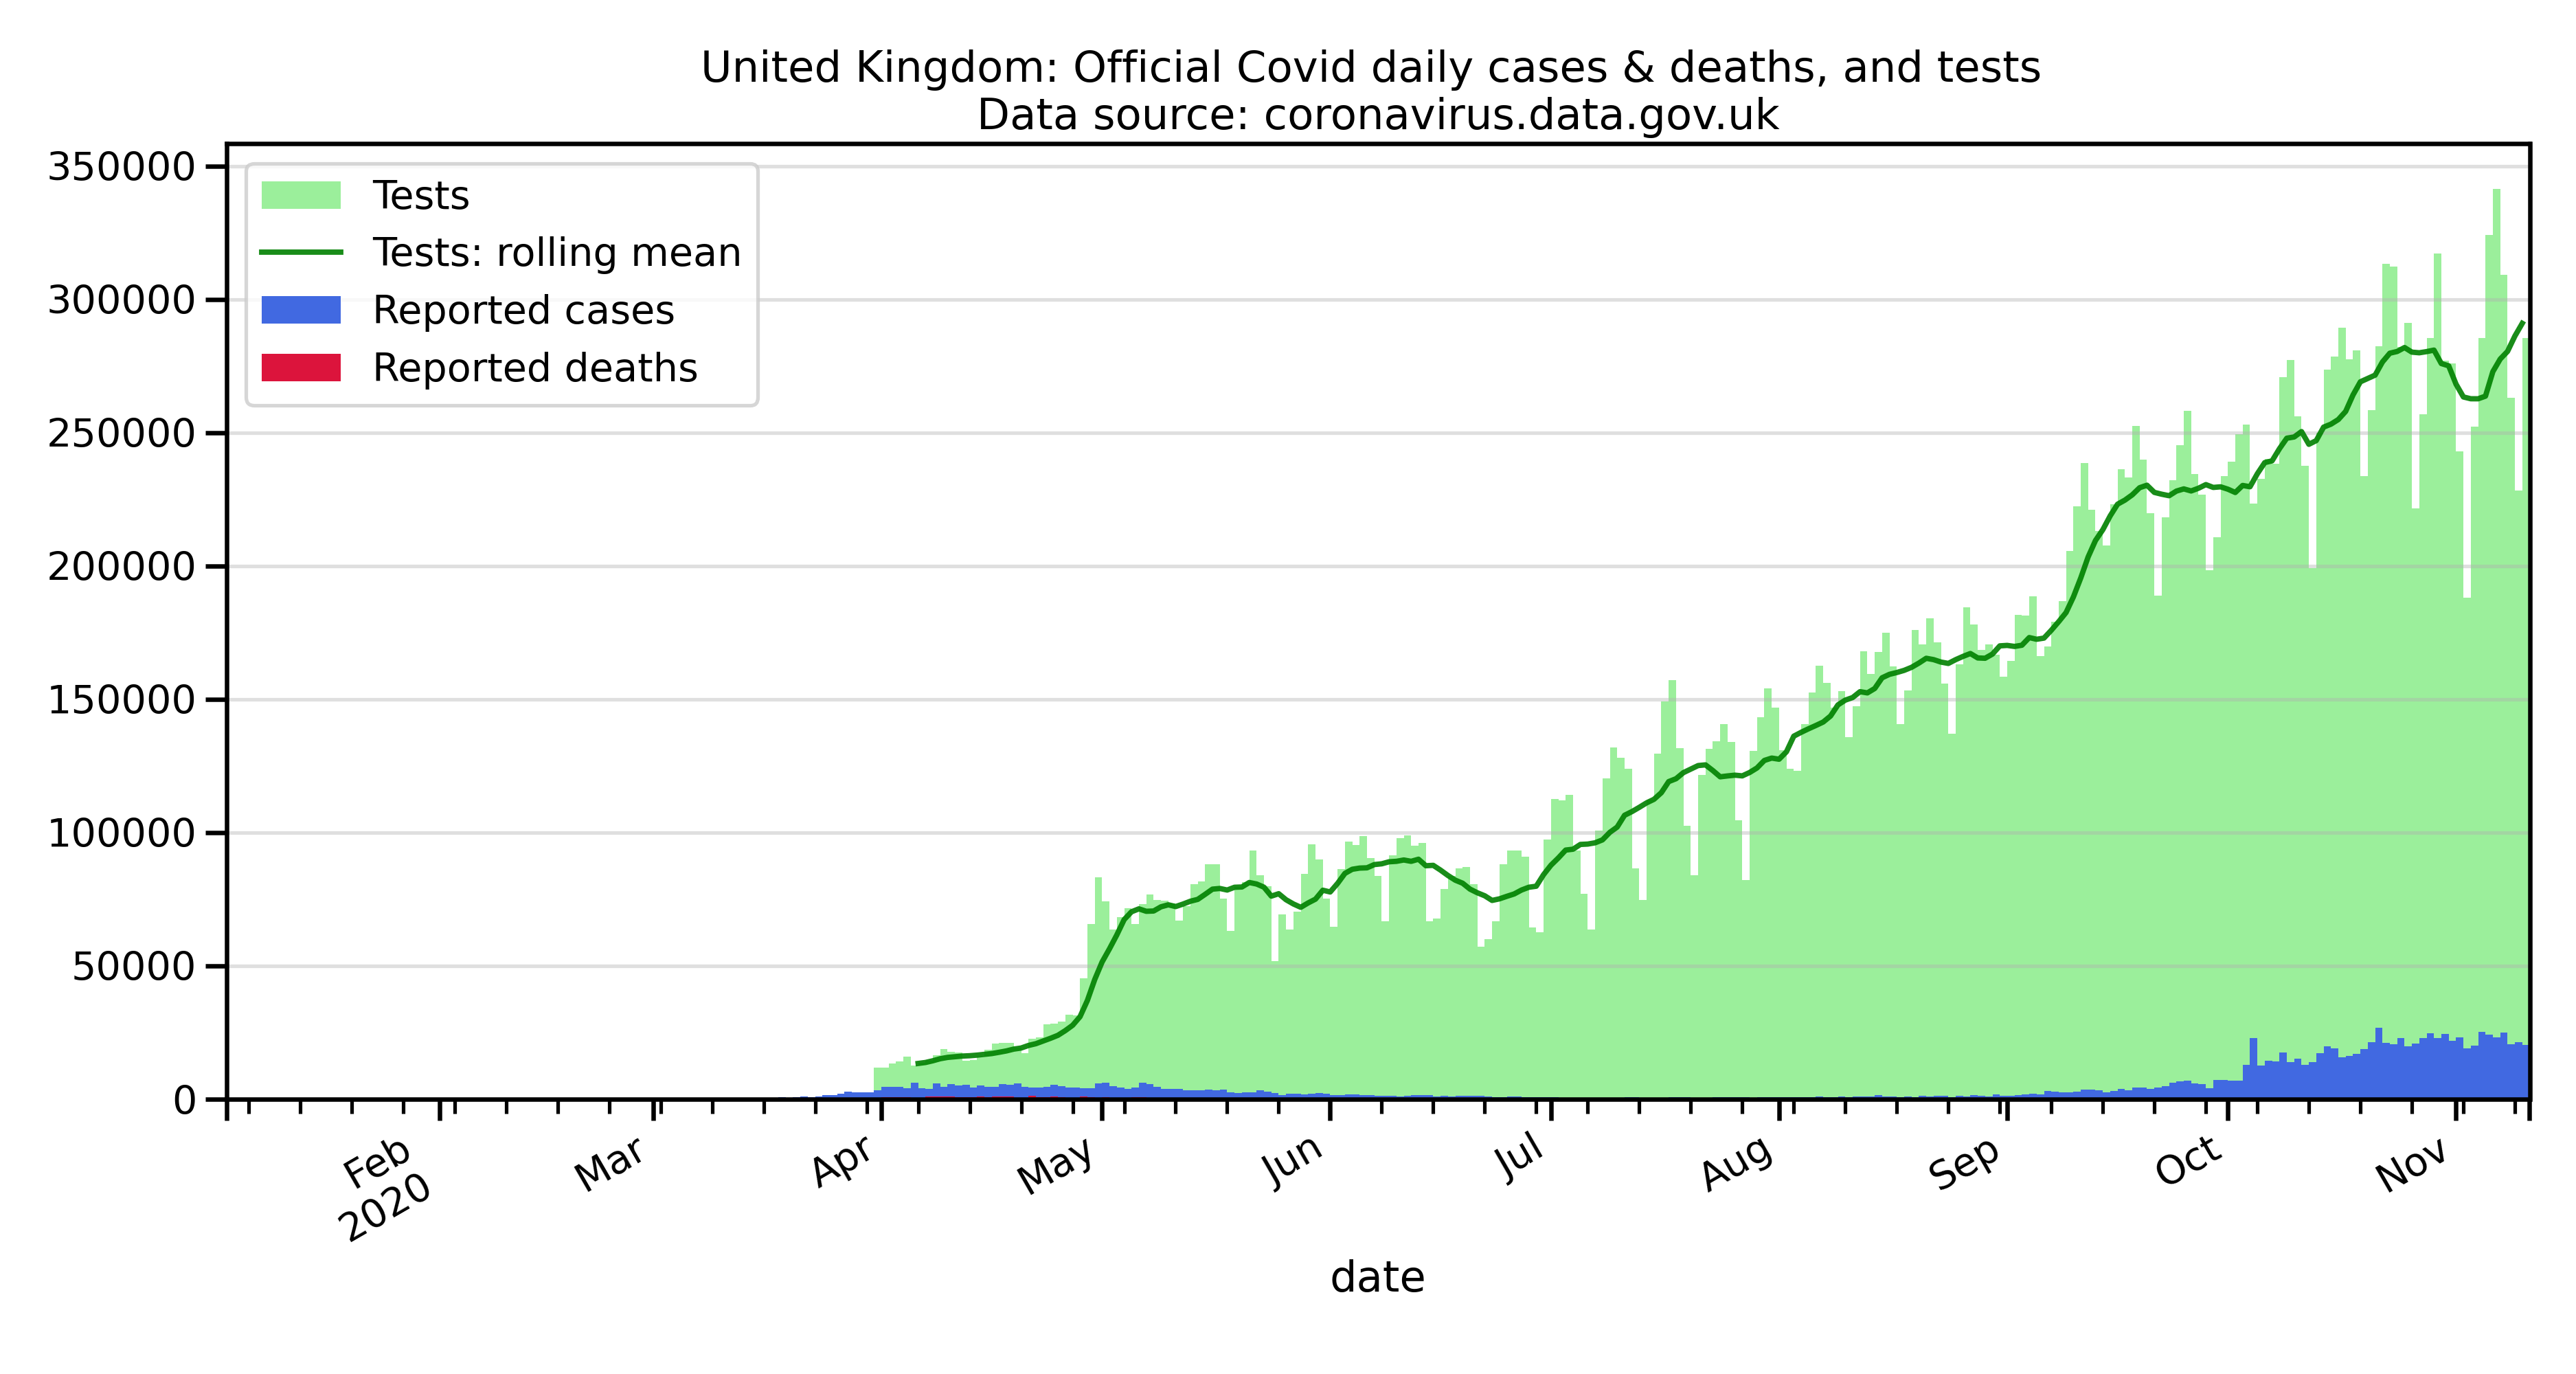 United Kingdom: Official Covid daily cases & deaths, and tests
Data source: coronavirus.data.gov.uk
350000
300000
250000
200000
150000
100000
50000
0
Tests
Tests: rolling mean
Reported cases
Reported deaths
Feb
2020
Mar
Apr
May
Jun
Jul
Aug
Sep
Oct
Nov
date